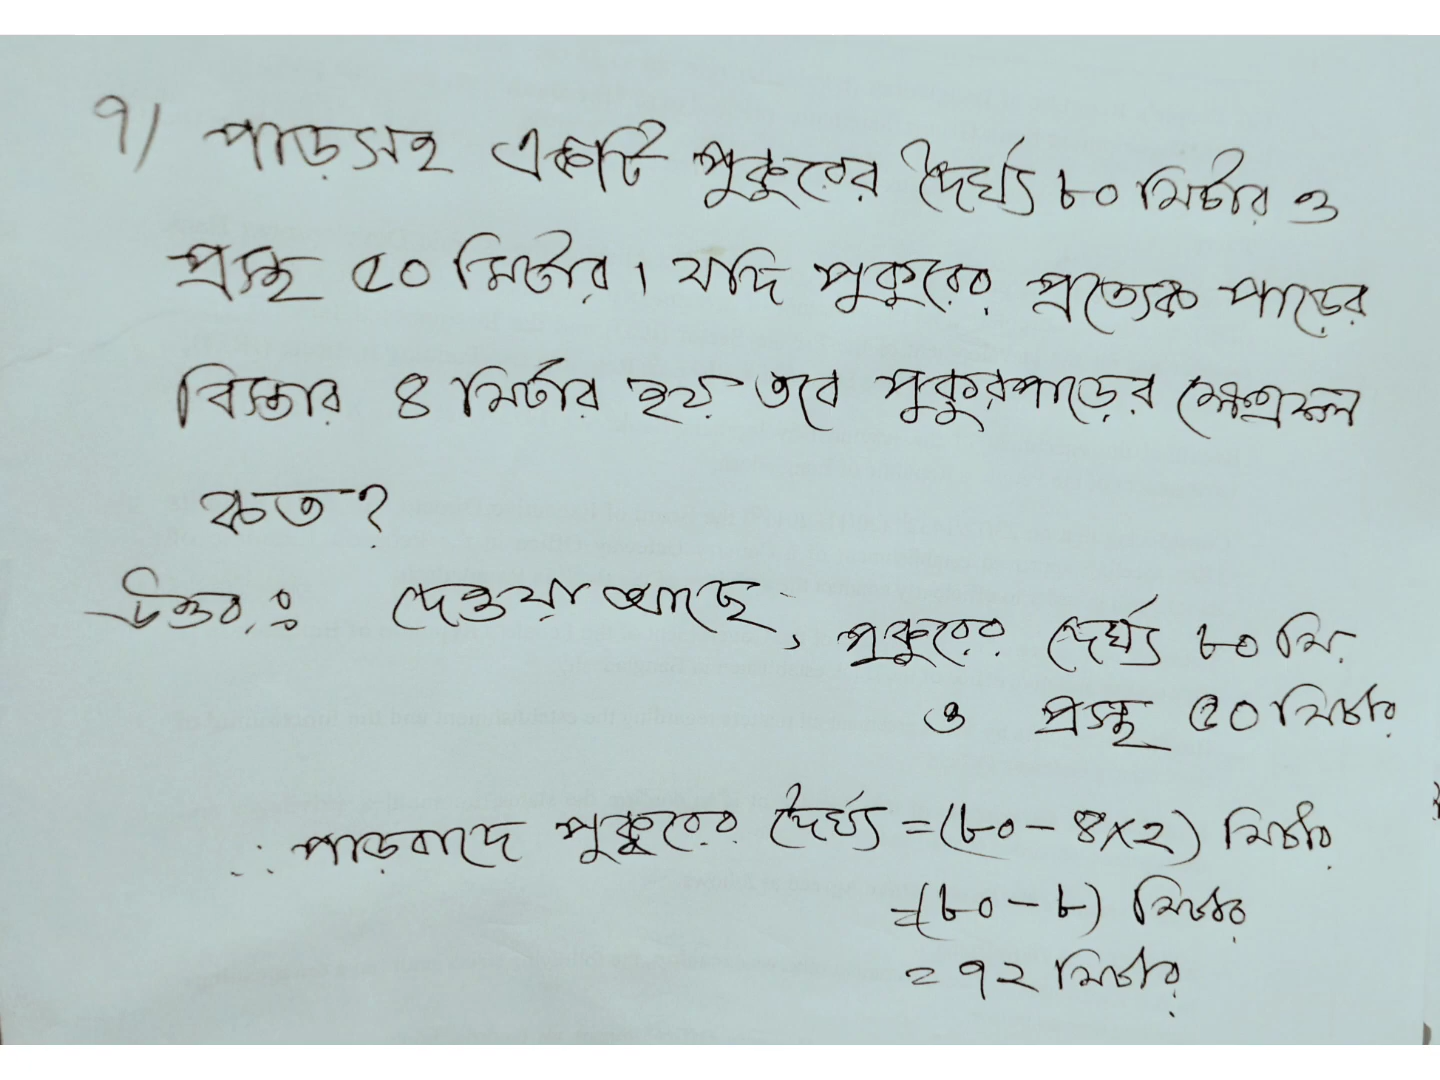 ৭/ পাড়সহ একটি পুকুরের দৈর্ঘ্য ৮০ মিটার ও
প্রস্থ ৫০ মিটার। যদি পুকুরের প্রত্যেক পাড়ের
বিস্তার ৪ মিটার হয় তবে পুকুরপাড়ের ক্ষেত্রফল
কত?
উত্তর ঃ দেওয়া আছে, পুকুরের দৈর্ঘ্য ৮০ মি.
ও প্রস্থ ৫০ মিটার
∴ পাড়বাদে পুকুরের দৈর্ঘ্য = (৮০ – ৪×২) মিটার
= (৮০ – ৮) মিটার
= ৭২ মিটার